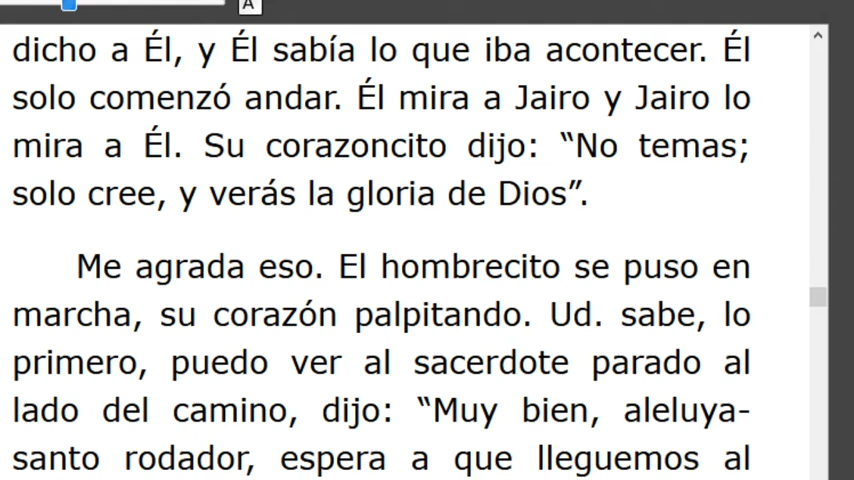 A
dicho a Él, y Él sabía lo que iba acontecer. Él
solo comenzó andar. Él mira a Jairo y Jairo lo
mira a Él. Su corazoncito dijo: “No temas;
solo cree, y verás la gloria de Dios”.
Me agrada eso. El hombrecito se puso en
marcha, su corazón palpitando. Ud. sabe, lo
primero, puedo ver al sacerdote parado al
lado del camino, dijo: “Muy bien, aleluya-
santo rodador, espera a que lleguemos al